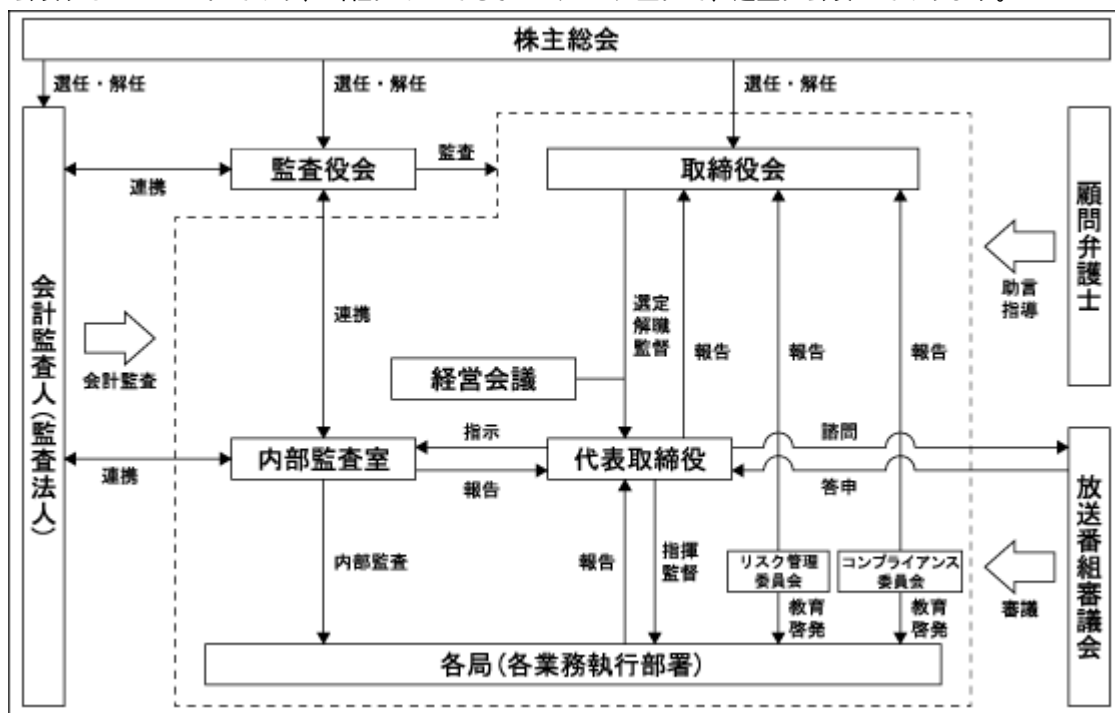 株主総会
選任・解任
選任・解任
選任・解任
監査役会
監査
取締役会
連携
顧問弁護士
助言
指導
会計監査人(監査法人)
会計監査
連携
選定
解職
監督
報告
報告
報告
経営会議
内部監査室
指示
報告
代表取締役
諮問
答申
連携
放送番組審議会
審議
内部監査
報告
指揮
監督
リスク管理
委員会
コンプライアンス
委員会
教育
啓発
教育
啓発
各局(各業務執行部署)